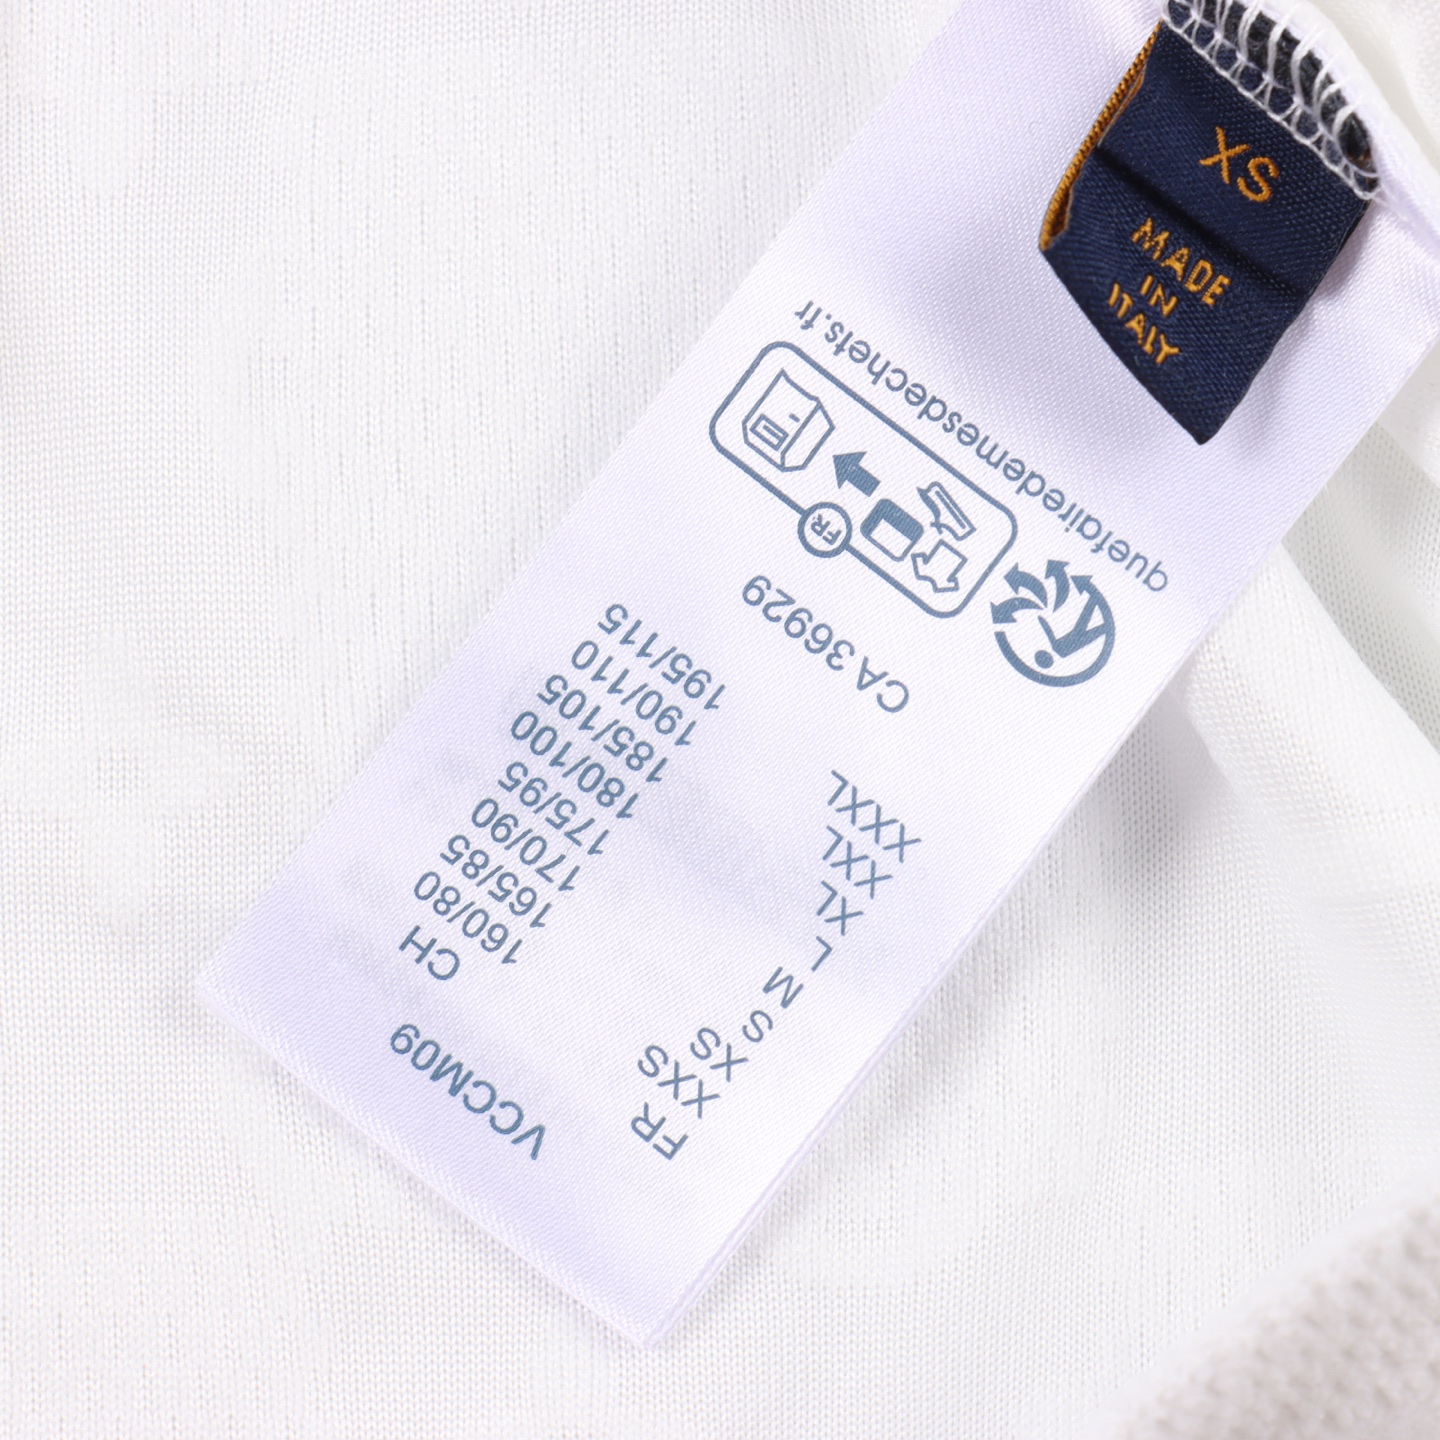 XS
MADE
IN
ITALY
VCCM09
FR CH
XXS 160/80
XS 165/85
S 170/90
M 175/95
L 180/100
XL 185/105
XXL 190/110
XXXL 195/115
CA 36929
FR
quefairedemesdechets.fr